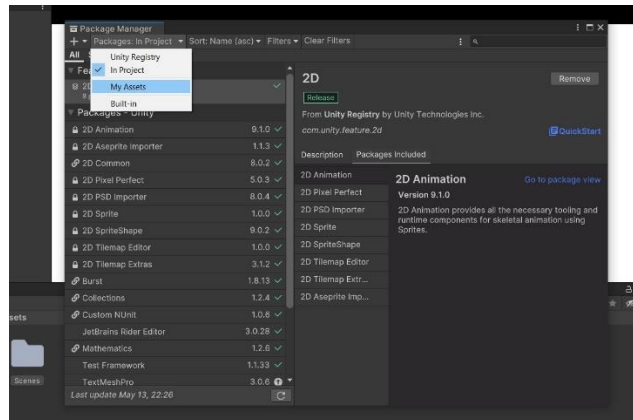 Package Manager
Packages: In Project Sort: Name (asc) Filters Clear Filters
All
Unity Registry
In Project
My Assets
Built-in
2D
Packages - Unity
2D Animation 9.1.0
2D Aseprite Importer 1.1.3
2D Common 8.0.2
2D Pixel Perfect 5.0.3
2D PSD Importer 8.0.4
2D Sprite 1.0.0
2D SpriteShape 9.0.2
2D Tilemap Editor 1.0.0
2D Tilemap Extras 3.1.2
Burst 1.8.13
Collections 1.2.4
Custom NUnit 1.0.6
JetBrains Rider Editor 3.0.28
Mathematics 1.2.6
Test Framework 1.1.33
TextMeshPro 3.0.6
Last update May 13, 22:26
2D Remove
Release
From Unity Registry by Unity Technologies Inc.
com.unity.feature.2d QuickStart
Description Packages Included
2D Animation
2D Pixel Perfect
2D PSD Importer
2D Sprite
2D SpriteShape
2D Tilemap Editor
2D Tilemap Extr...
2D Aseprite Imp...
2D Animation Go to package view
Version 9.1.0
2D Animation provides all the necessary tooling and
runtime components for skeletal animation using
Sprites.
Scenes